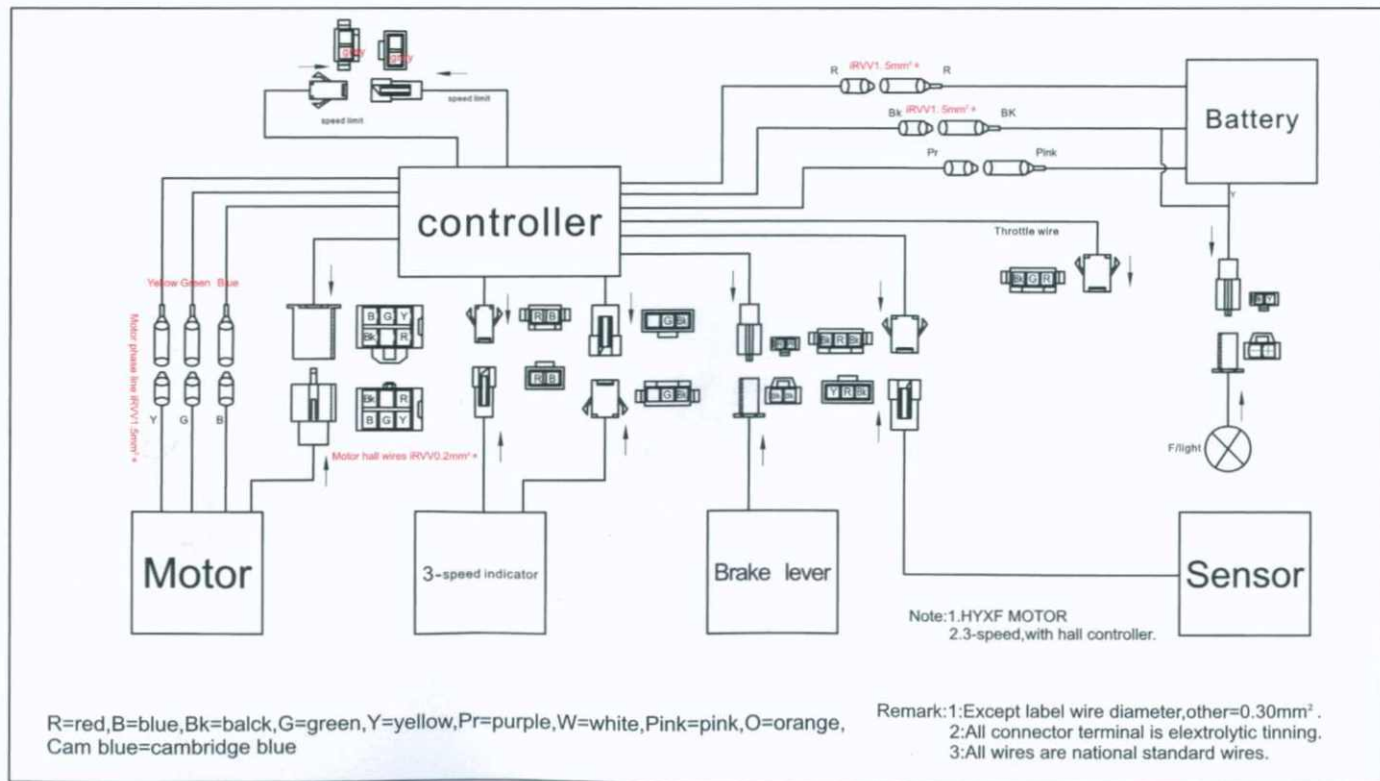 grey
grey
speed limit
speed limit
R iRVV1. 5mm² + R
Bk iRVV1. 5mm² + BK
Pr Pink
Battery
Y
controller
Throttle wire
Bk G R
Yellow Green Blue
Motor phase line iRVV1.5mm² +
Y G B
B G Y
Bk R
Bk R
B G Y
Motor hall wires iRVV0.2mm² +
R B
R B
G Bk
G Bk
Bk R Bk
Y R Bk
F/light
Motor
3-speed indicator
Brake lever
Sensor
Note:1.HYXF MOTOR
2.3-speed,with hall controller.
R=red,B=blue,Bk=balck,G=green,Y=yellow,Pr=purple,W=white,Pink=pink,O=orange,
Cam blue=cambridge blue
Remark:1:Except label wire diameter,other=0.30mm² .
2:All connector terminal is elextrolytic tinning.
3:All wires are national standard wires.